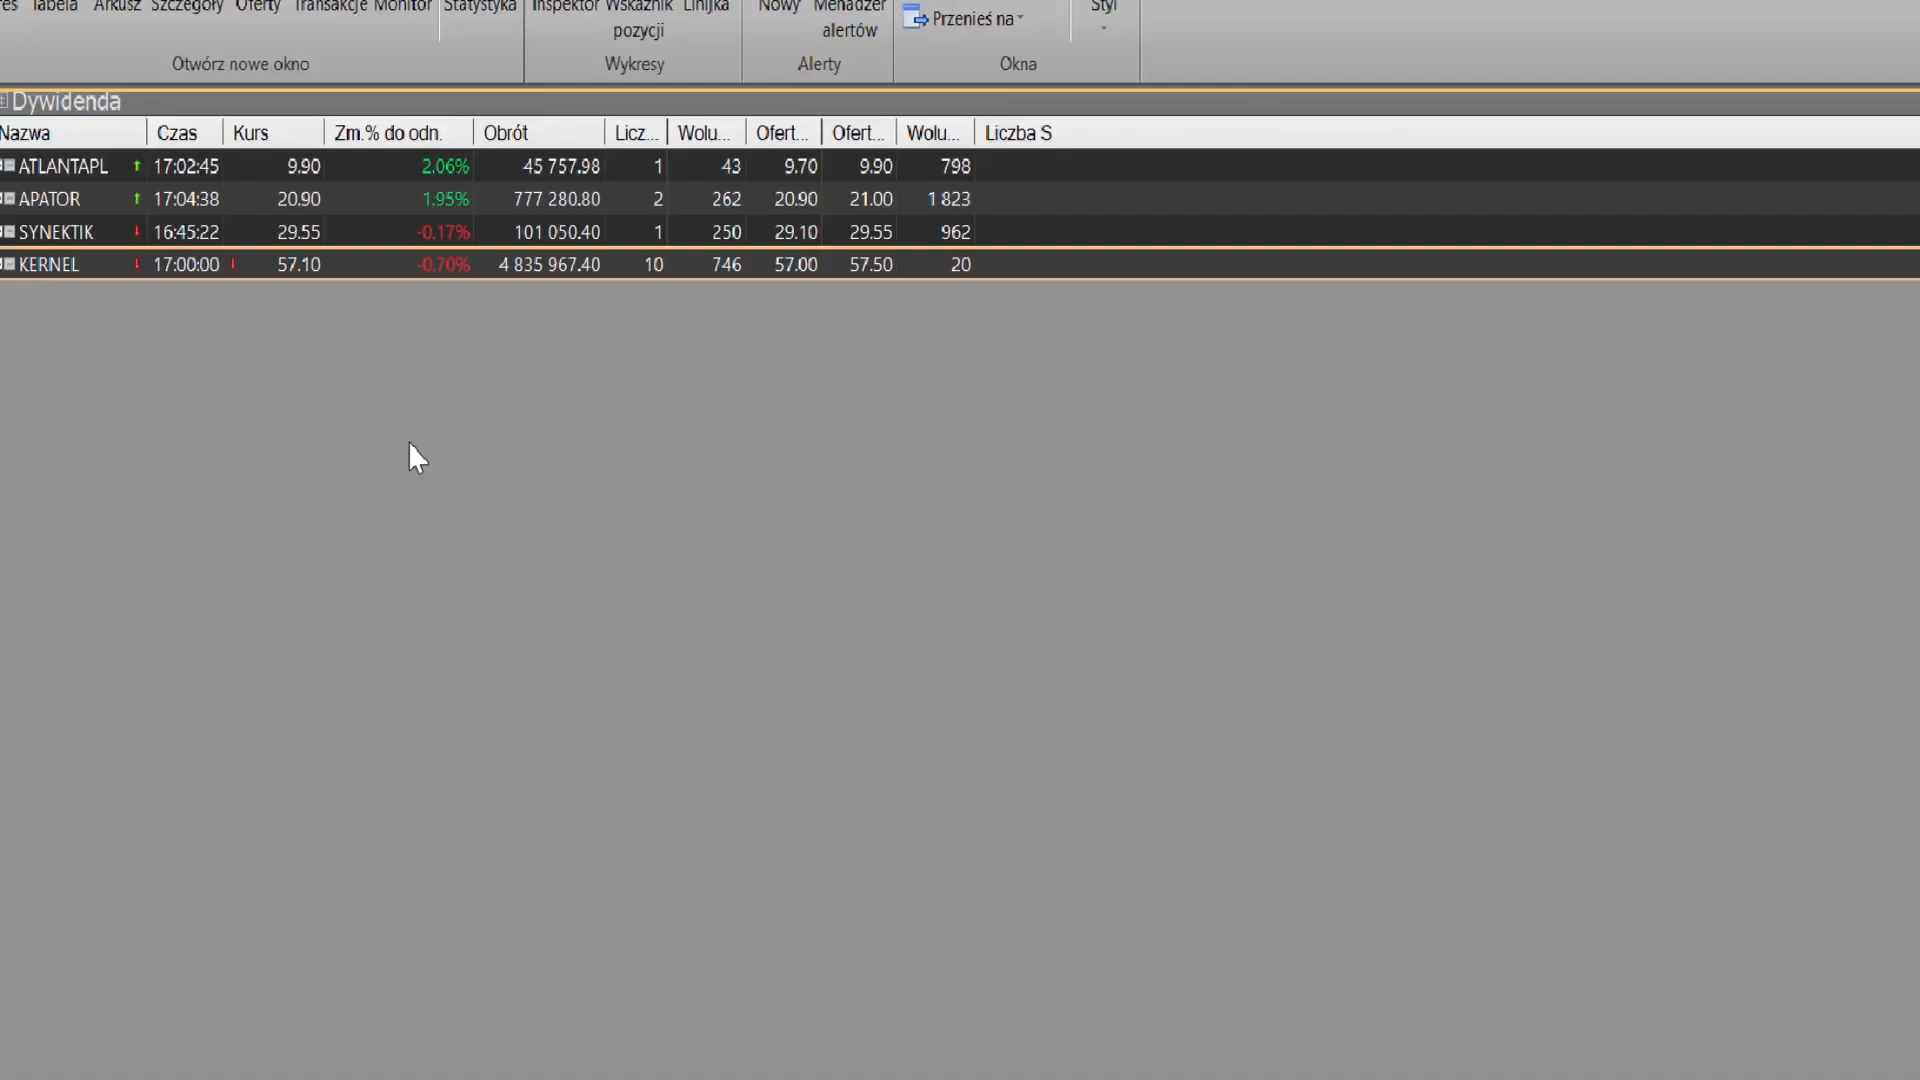 res Tabela Arkusz Szczegóły Oferty Transakcje Monitor Statystyka Inspektor Wskaźnik Linijka Nowy Menadżer Styl
pozycji alertów Przenieś na
Otwórz nowe okno Wykresy Alerty Okna
Dywidenda
Nazwa Czas Kurs Zm.% do odn. Obrót Licz... Wolu... Ofert... Ofert... Wolu... Liczba S
ATLANTAPL 17:02:45 9.90 2.06% 45 757.98 1 43 9.70 9.90 798
APATOR 17:04:38 20.90 1.95% 777 280.80 2 262 20.90 21.00 1 823
SYNEKTIK 16:45:22 29.55 -0.17% 101 050.40 1 250 29.10 29.55 962
KERNEL 17:00:00 57.10 -0.70% 4 835 967.40 10 746 57.00 57.50 20